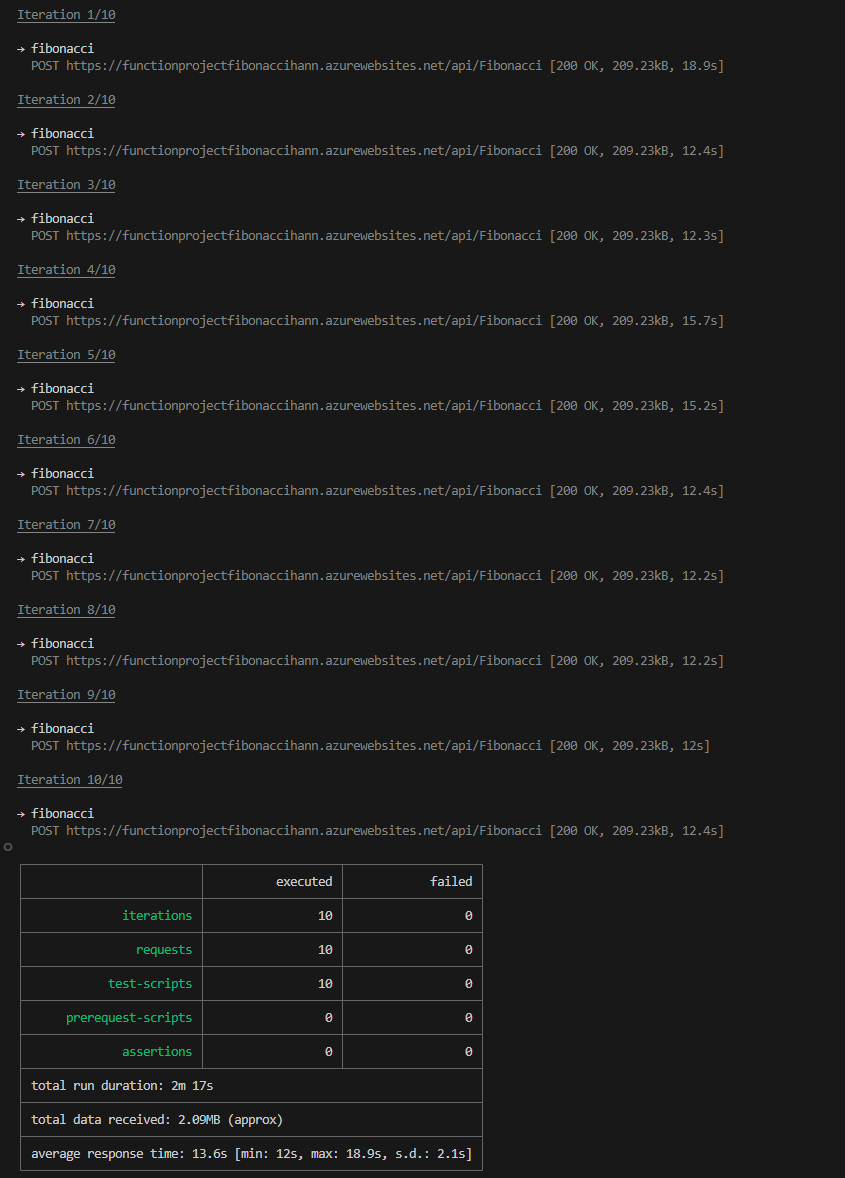 Iteration 1/10
→ fibonacci
POST https://functionprojectfibonaccihann.azurewebsites.net/api/Fibonacci [200 OK, 209.23kB, 18.9s]
Iteration 2/10
→ fibonacci
POST https://functionprojectfibonaccihann.azurewebsites.net/api/Fibonacci [200 OK, 209.23kB, 12.4s]
Iteration 3/10
→ fibonacci
POST https://functionprojectfibonaccihann.azurewebsites.net/api/Fibonacci [200 OK, 209.23kB, 12.3s]
Iteration 4/10
→ fibonacci
POST https://functionprojectfibonaccihann.azurewebsites.net/api/Fibonacci [200 OK, 209.23kB, 15.7s]
Iteration 5/10
→ fibonacci
POST https://functionprojectfibonaccihann.azurewebsites.net/api/Fibonacci [200 OK, 209.23kB, 15.2s]
Iteration 6/10
→ fibonacci
POST https://functionprojectfibonaccihann.azurewebsites.net/api/Fibonacci [200 OK, 209.23kB, 12.4s]
Iteration 7/10
→ fibonacci
POST https://functionprojectfibonaccihann.azurewebsites.net/api/Fibonacci [200 OK, 209.23kB, 12.2s]
Iteration 8/10
→ fibonacci
POST https://functionprojectfibonaccihann.azurewebsites.net/api/Fibonacci [200 OK, 209.23kB, 12.2s]
Iteration 9/10
→ fibonacci
POST https://functionprojectfibonaccihann.azurewebsites.net/api/Fibonacci [200 OK, 209.23kB, 12s]
Iteration 10/10
→ fibonacci
POST https://functionprojectfibonaccihann.azurewebsites.net/api/Fibonacci [200 OK, 209.23kB, 12.4s]
executed failed
iterations 10 0
requests 10 0
test-scripts 10 0
prerequest-scripts 0 0
assertions 0 0
total run duration: 2m 17s
total data received: 2.09MB (approx)
average response time: 13.6s [min: 12s, max: 18.9s, s.d.: 2.1s]